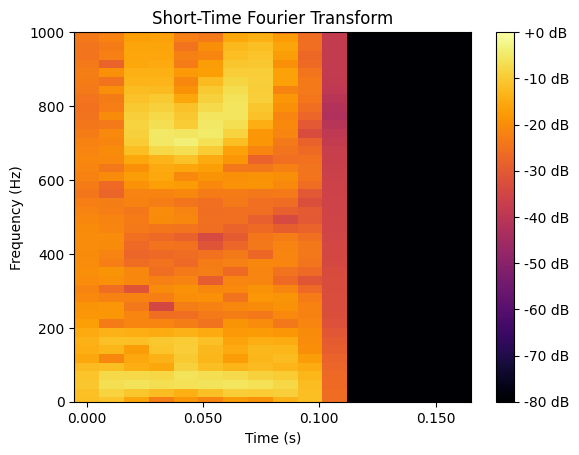 Short-Time Fourier Transform
Frequency (Hz)
1000
800
600
400
200
0
0.000
0.050
0.100
0.150
Time (s)
+0 dB
-10 dB
-20 dB
-30 dB
-40 dB
-50 dB
-60 dB
-70 dB
-80 dB